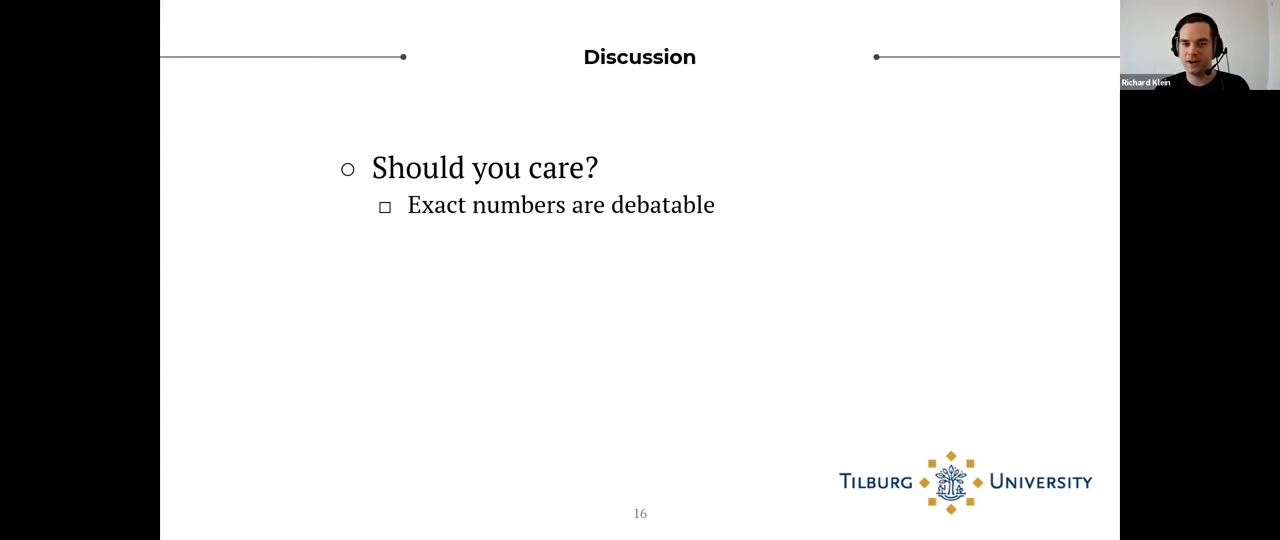 Discussion
Richard Klein
Should you care?
Exact numbers are debatable
TILBURG UNIVERSITY
16